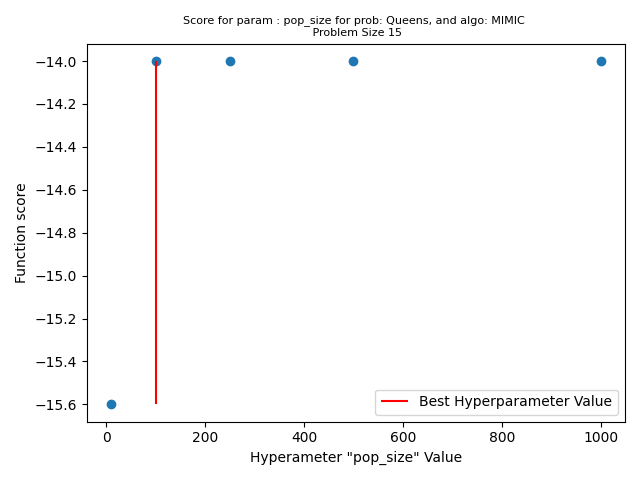 Score for param : pop_size for prob: Queens, and algo: MIMIC
Problem Size 15
−14.0
−14.2
−14.4
−14.6
−14.8
−15.0
−15.2
−15.4
−15.6
Function score
Best Hyperparameter Value
0 200 400 600 800 1000
Hyperameter "pop_size" Value